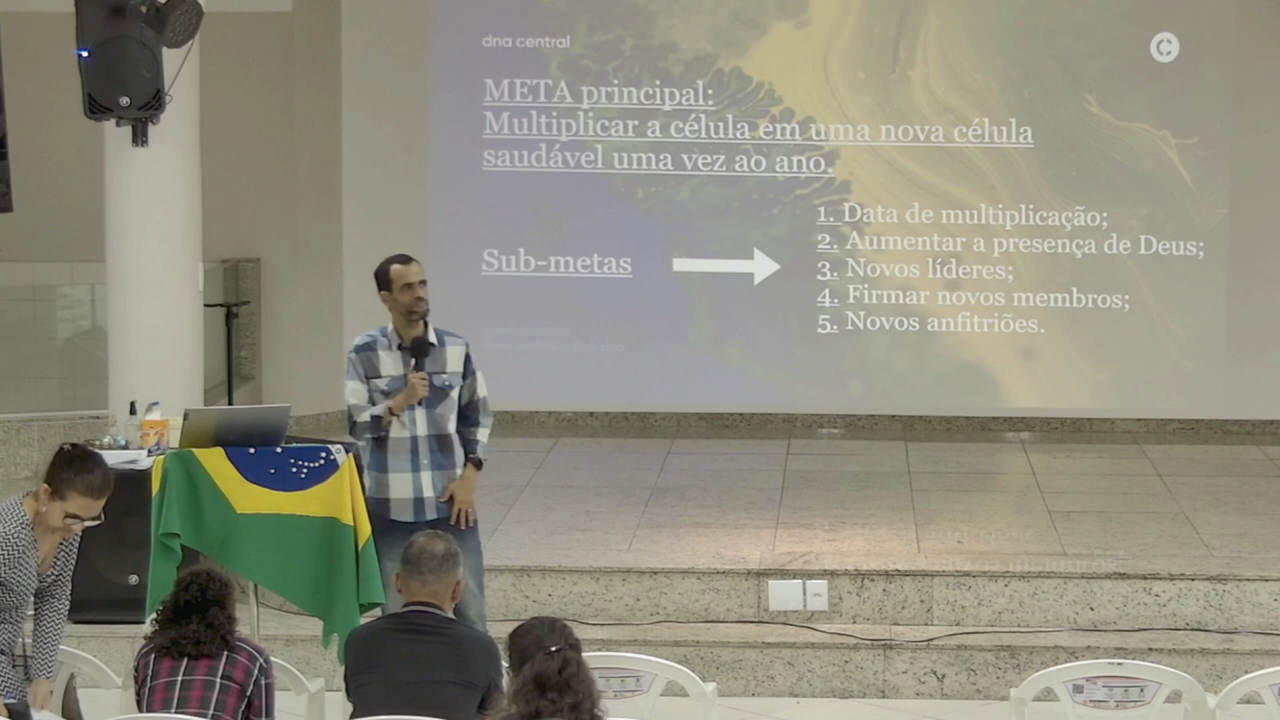 dna central
META principal:
Multiplicar a célula em uma nova célula
saudável uma vez ao ano.
Sub-metas
1. Data de multiplicação;
2. Aumentar a presença de Deus;
3. Novos líderes;
4. Firmar novos membros;
5. Novos anfitriões.